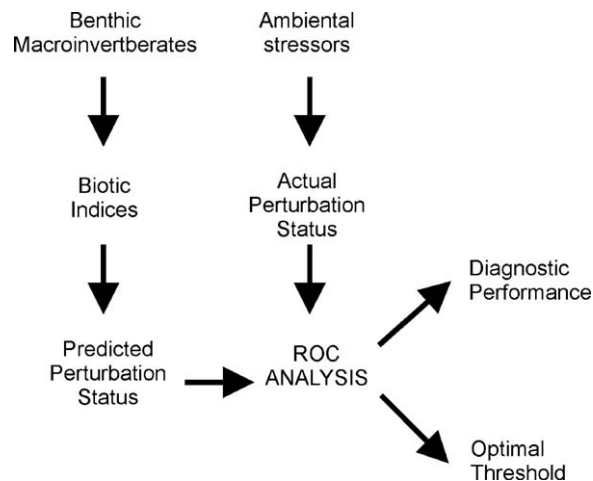 Benthic
Macroinvertberates
Ambiental
stressors
Biotic
Indices
Actual
Perturbation
Status
Diagnostic
Performance
Predicted
Perturbation
Status
ROC
ANALYSIS
Optimal
Threshold